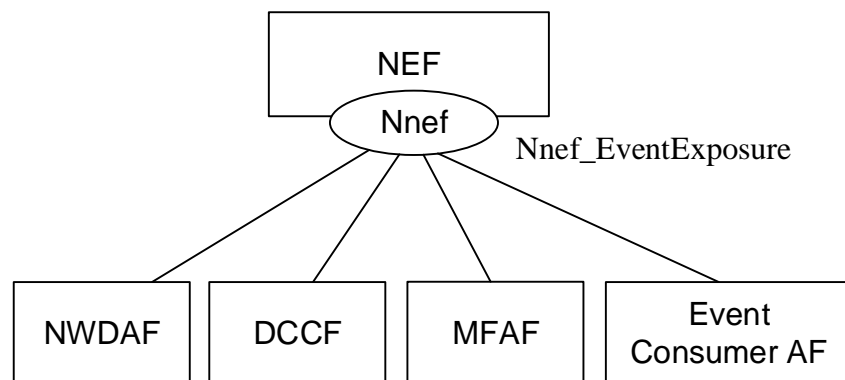 NEF
Nnef
Nnef_EventExposure
NWDAF
DCCF
MFAF
Event
Consumer AF